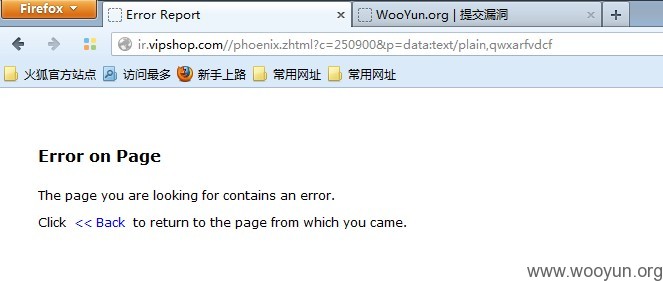 Firefox
Error Report
WooYun.org | 提交漏洞
ir.vipshop.com//phoenix.zhtml?c=250900&p=data:text/plain,qwxarfvdcf
火狐官方站点 访问最多 新手上路 常用网址 常用网址
Error on Page
The page you are looking for contains an error.
Click << Back to return to the page from which you came.
www.wooyun.org